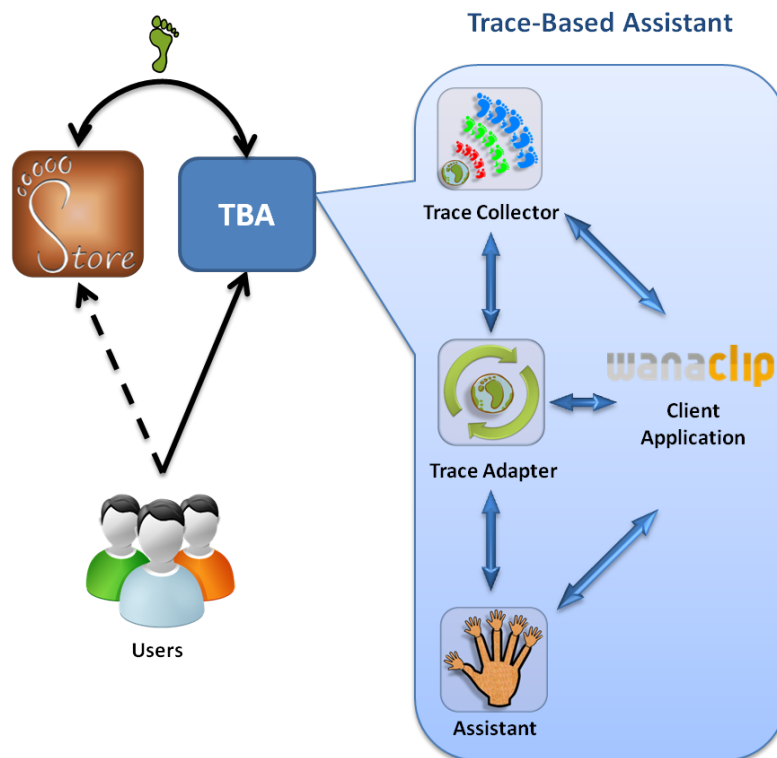 Trace-Based Assistant
Store
TBA
Trace Collector
wanaclip
Client
Application
Trace Adapter
Users
Assistant